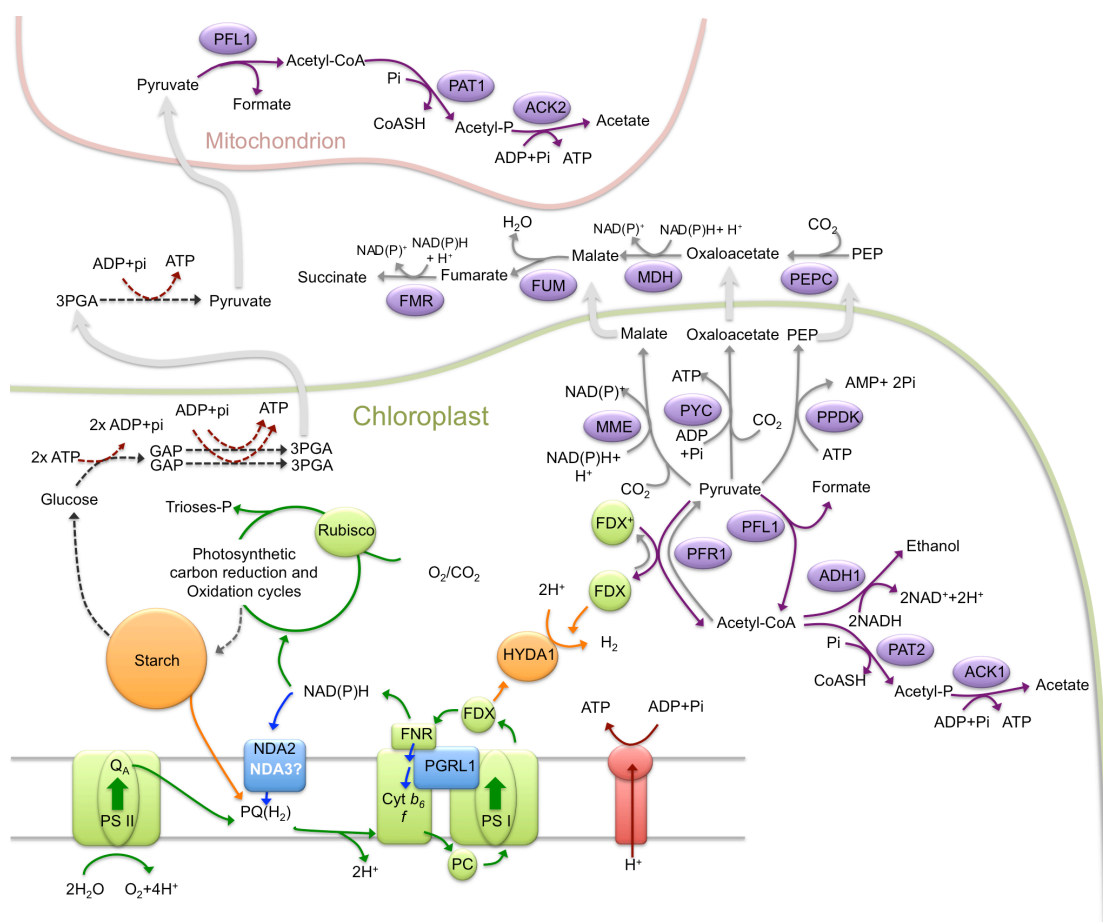 PFL1
Pyruvate
Acetyl-CoA
Formate
Pi
PAT1
CoASH
Acetyl-P
ACK2
Acetate
ADP+Pi
ATP
Mitochondrion
ADP+pi
ATP
3PGA
Pyruvate
H₂O
CO₂
NAD(P)⁺
NAD(P)H
+ H⁺
Succinate
Fumarate
FMR
FUM
Malate
NAD(P)⁺
NAD(P)H+ H⁺
MDH
Oxaloacetate
PEPC
PEP
Malate
Oxaloacetate
PEP
Chloroplast
2x ADP+pi
ADP+pi
ATP
2x ATP
GAP
GAP
3PGA
3PGA
Glucose
NAD(P)⁺
MME
NAD(P)H+
H⁺
CO₂
ATP
PYC
ADP
+Pi
CO₂
AMP+ 2Pi
PPDK
ATP
Pyruvate
Formate
PFL1
FDX⁺
PFR1
FDX
Trioses-P
Rubisco
Photosynthetic
carbon reduction and
Oxidation cycles
O₂/CO₂
2H⁺
H₂
HYDA1
Ethanol
ADH1
2NAD⁺+2H⁺
2NADH
Acetyl-CoA
Pi
PAT2
CoASH
Acetyl-P
ACK1
Acetate
ADP+Pi
ATP
Starch
NAD(P)H
FDX
FNR
ATP
ADP+Pi
NDA2
NDA3?
PGRL1
Q_A
PS II
PQ(H₂)
Cyt b₆
f
PS I
2H⁺
PC
H⁺
2H₂O
O₂+4H⁺